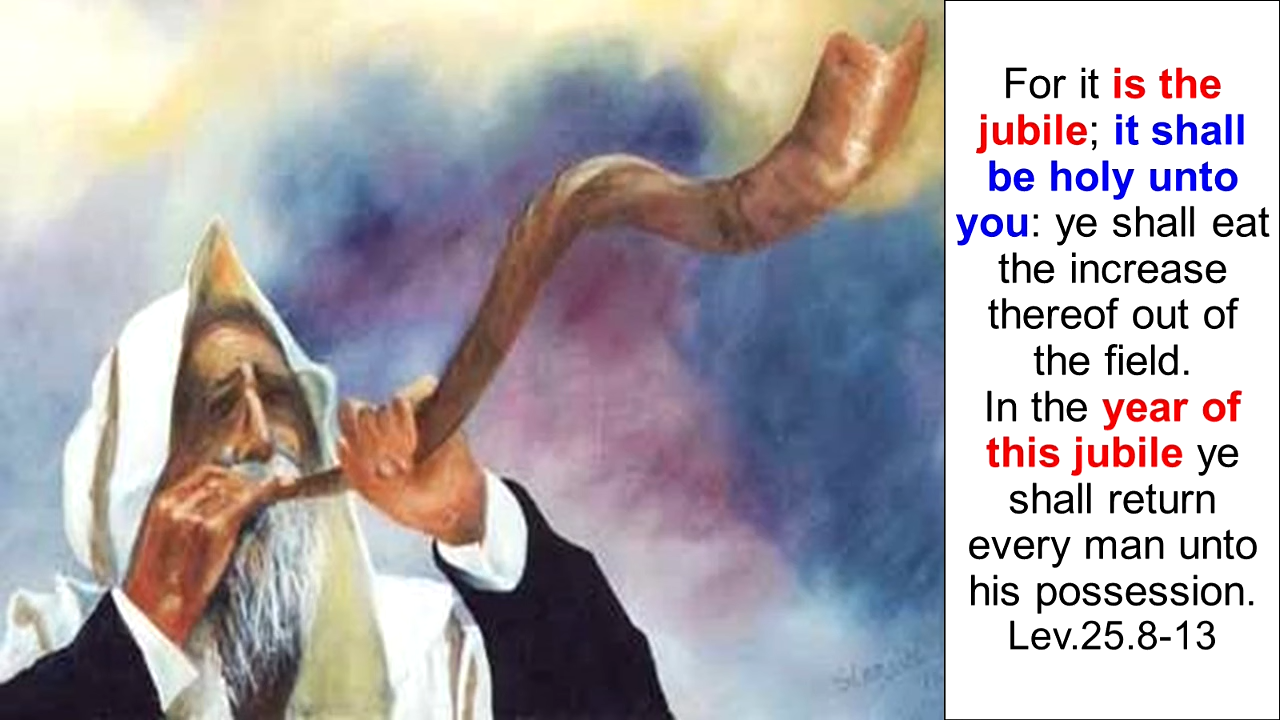 For it is the
jubile; it shall
be holy unto
you: ye shall eat
the increase
thereof out of
the field.
In the year of
this jubile ye
shall return
every man unto
his possession.
Lev.25.8-13